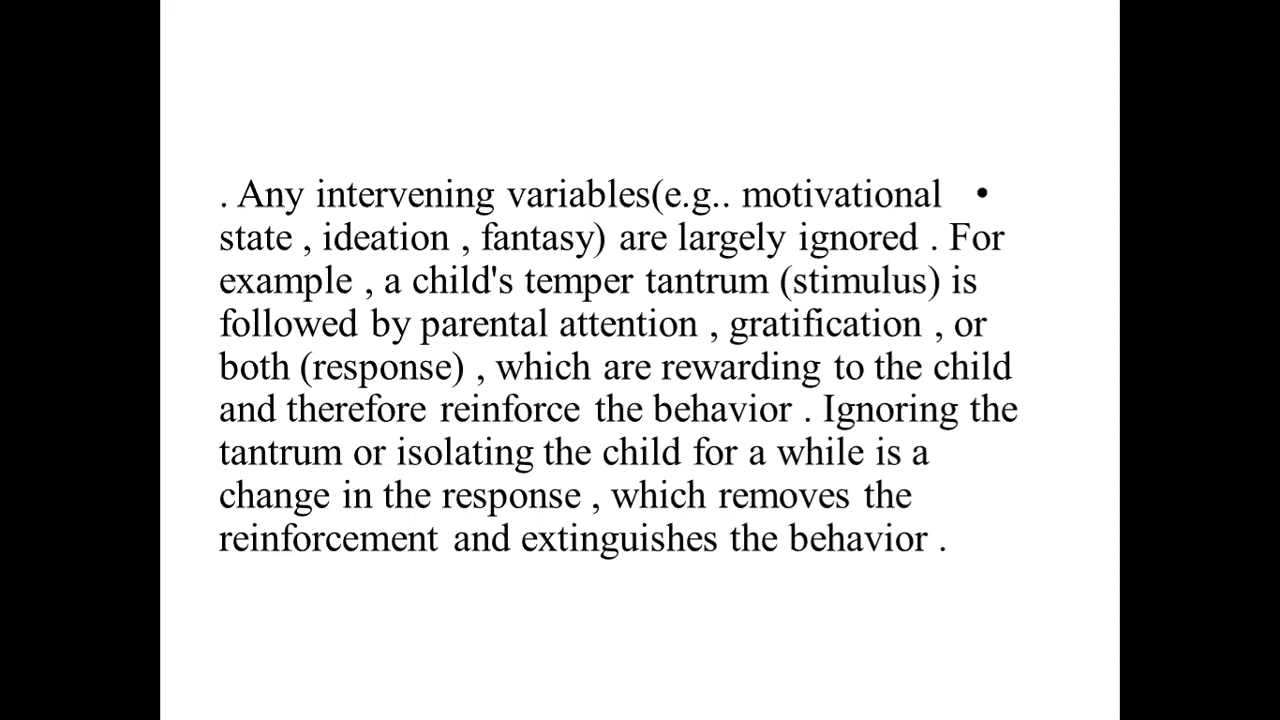 . Any intervening variables(e.g.. motivational •
state , ideation , fantasy) are largely ignored . For
example , a child's temper tantrum (stimulus) is
followed by parental attention , gratification , or
both (response) , which are rewarding to the child
and therefore reinforce the behavior . Ignoring the
tantrum or isolating the child for a while is a
change in the response , which removes the
reinforcement and extinguishes the behavior .